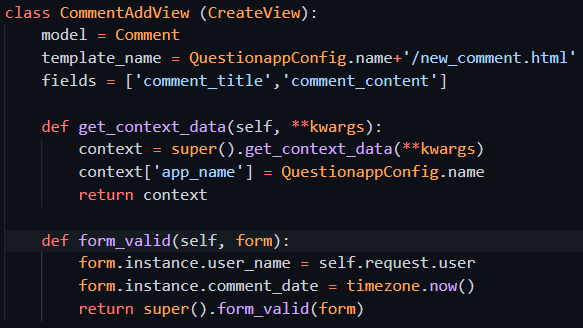 class CommentAddView (CreateView):
    model = Comment
    template_name = QuestionappConfig.name+'/new_comment.html'
    fields = ['comment_title','comment_content']

    def get_context_data(self, **kwargs):
        context = super().get_context_data(**kwargs)
        context['app_name'] = QuestionappConfig.name
        return context

    def form_valid(self, form):
        form.instance.user_name = self.request.user
        form.instance.comment_date = timezone.now()
        return super().form_valid(form)